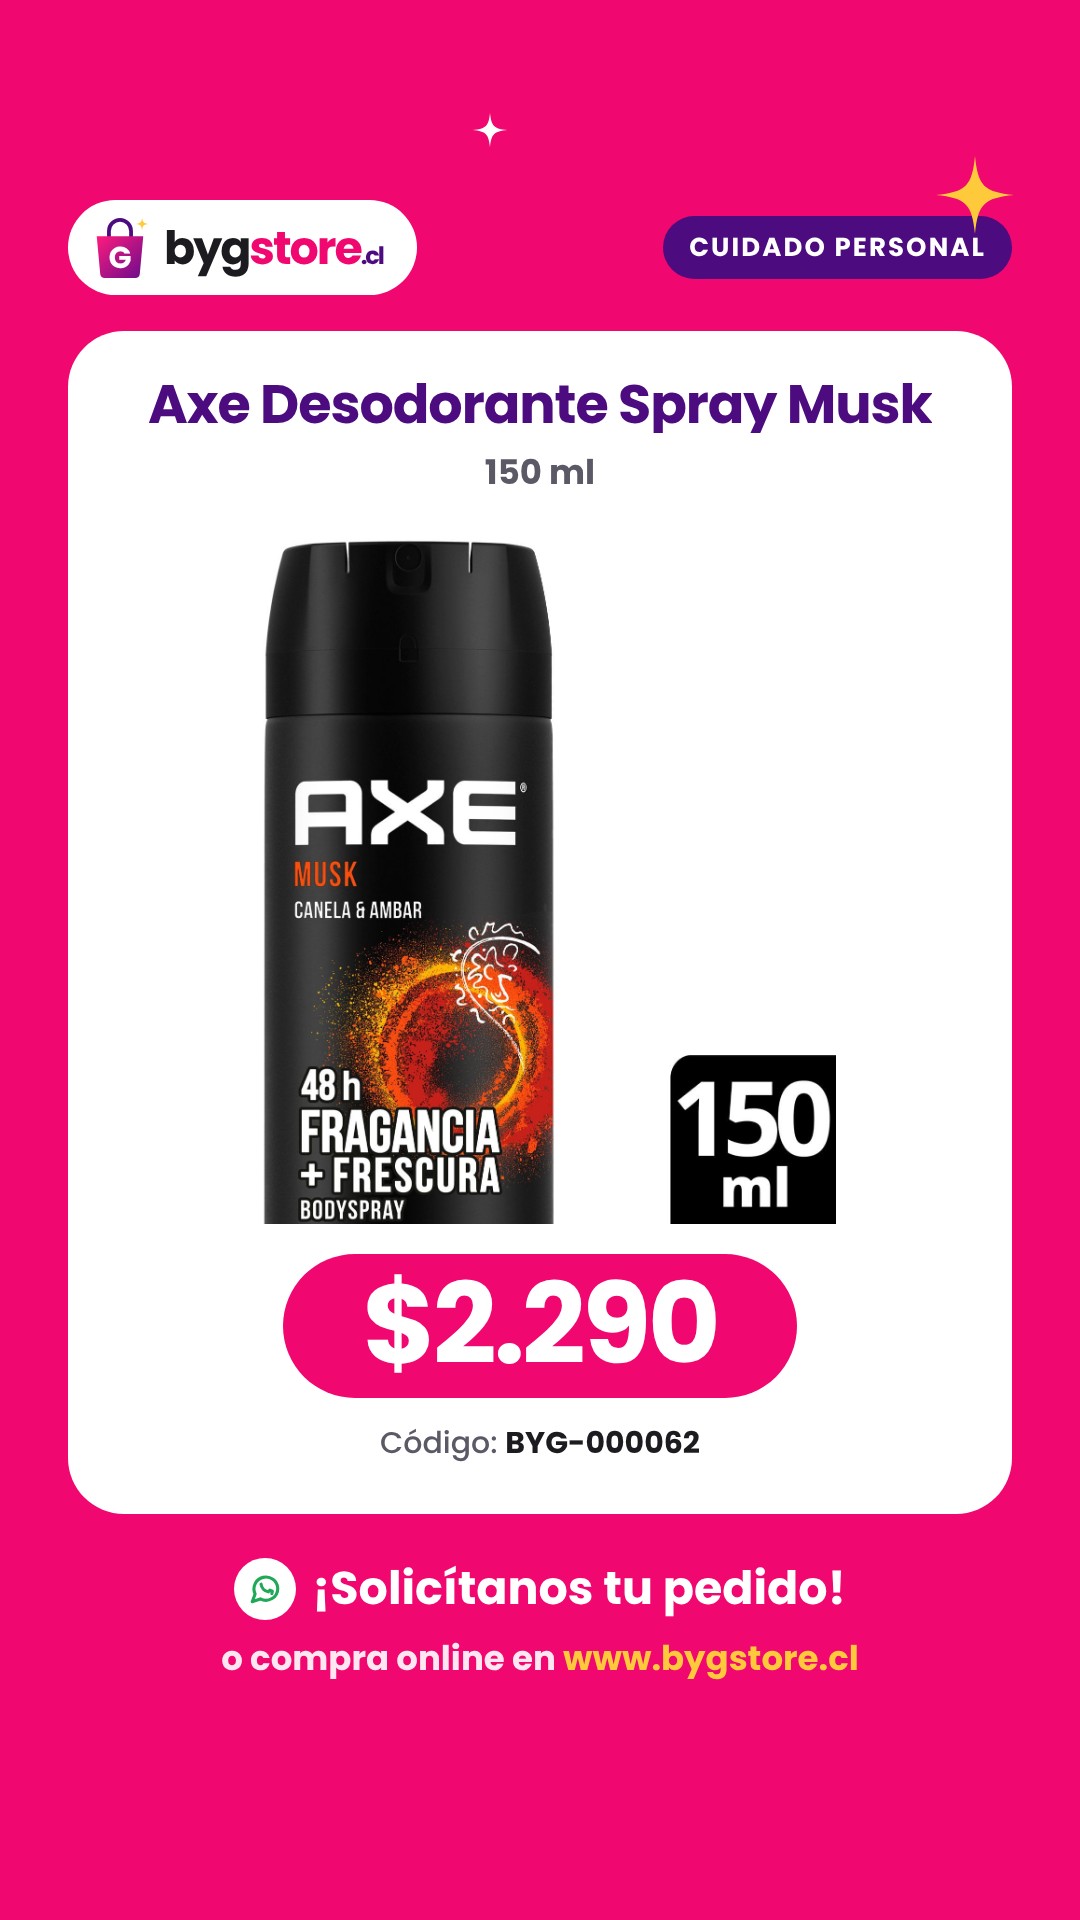 G bygstore.cl
CUIDADO PERSONAL
Axe Desodorante Spray Musk
150 ml
AXE®
MUSK
CANELA & AMBAR
48 h
FRAGANCIA
+ FRESCURA
BODYSPRAY
150
ml
$2.290
Código: BYG-000062
¡Solicítanos tu pedido!
o compra online en www.bygstore.cl